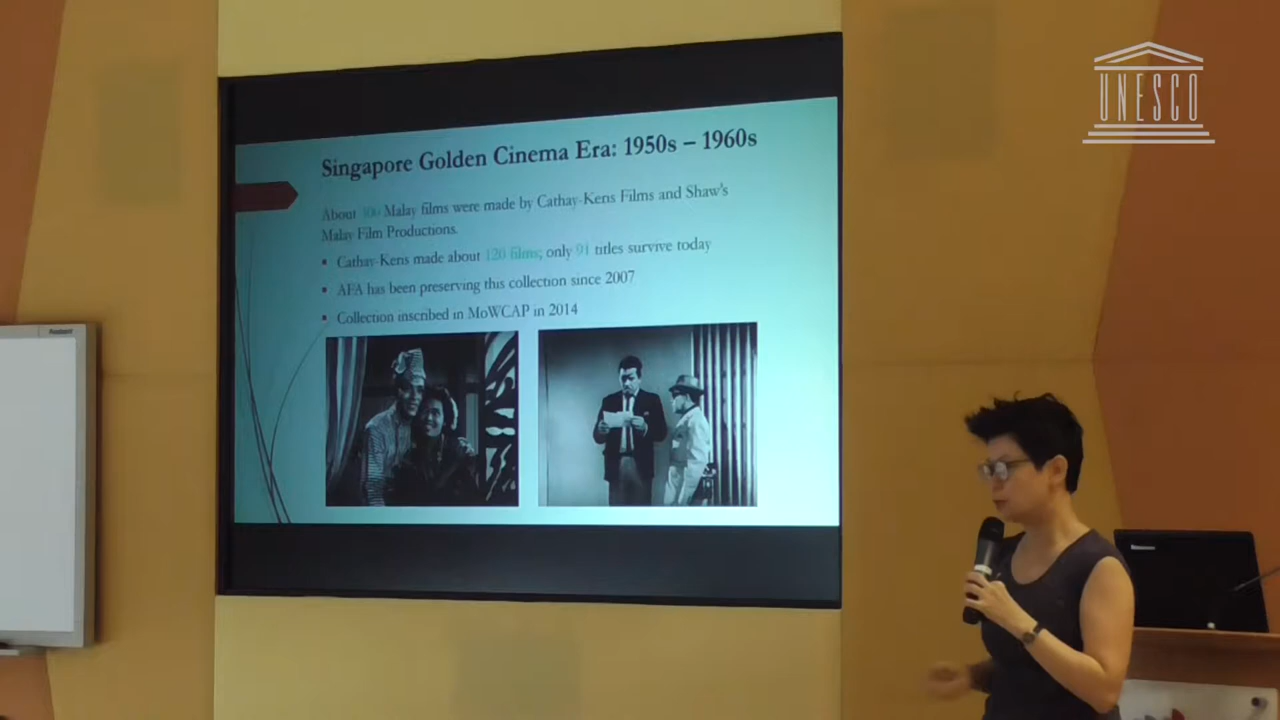 UNESCO
Singapore Golden Cinema Era: 1950s – 1960s
About 300 Malay films were made by Cathay-Kens Films and Shaw's
Malay Film Productions.
Cathay-Kens made about 120 films; only 91 titles survive today
AFA has been preserving this collection since 2007
Collection inscribed in MoWCAP in 2014